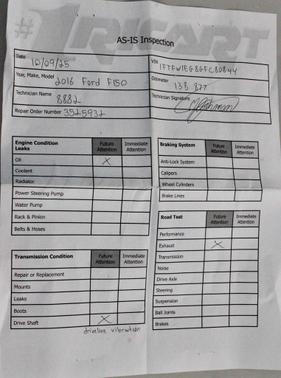 #1 RICART
AS-IS Inspection
Date
10/09/25
VIN
Year, Make, Model
2016 Ford F150
Odometer
138 877
Technician Name
8882
Technician Signature
Repair Order Number 3525932
Engine Condition
Leaks
Future
Attention
Immediate
Attention
Oil X
Coolant
Radiator
Power Steering Pump
Water Pump
Rack & Pinion
Belts & Hoses
Transmission Condition
Future
Attention
Immediate
Attention
Repair or Replacement
Mounts
Leaks
Boots
Drive Shaft X
driveline vibration
Braking System
Future
Attention
Immediate
Attention
Anti-Lock System
Calipers
Wheel Cylinders
Brake Lines
Road Test
Future
Attention
Immediate
Attention
Performance
Exhaust X
Transmission
Noise
Drive Axle
Steering
Suspension
Ball Joints
Brakes